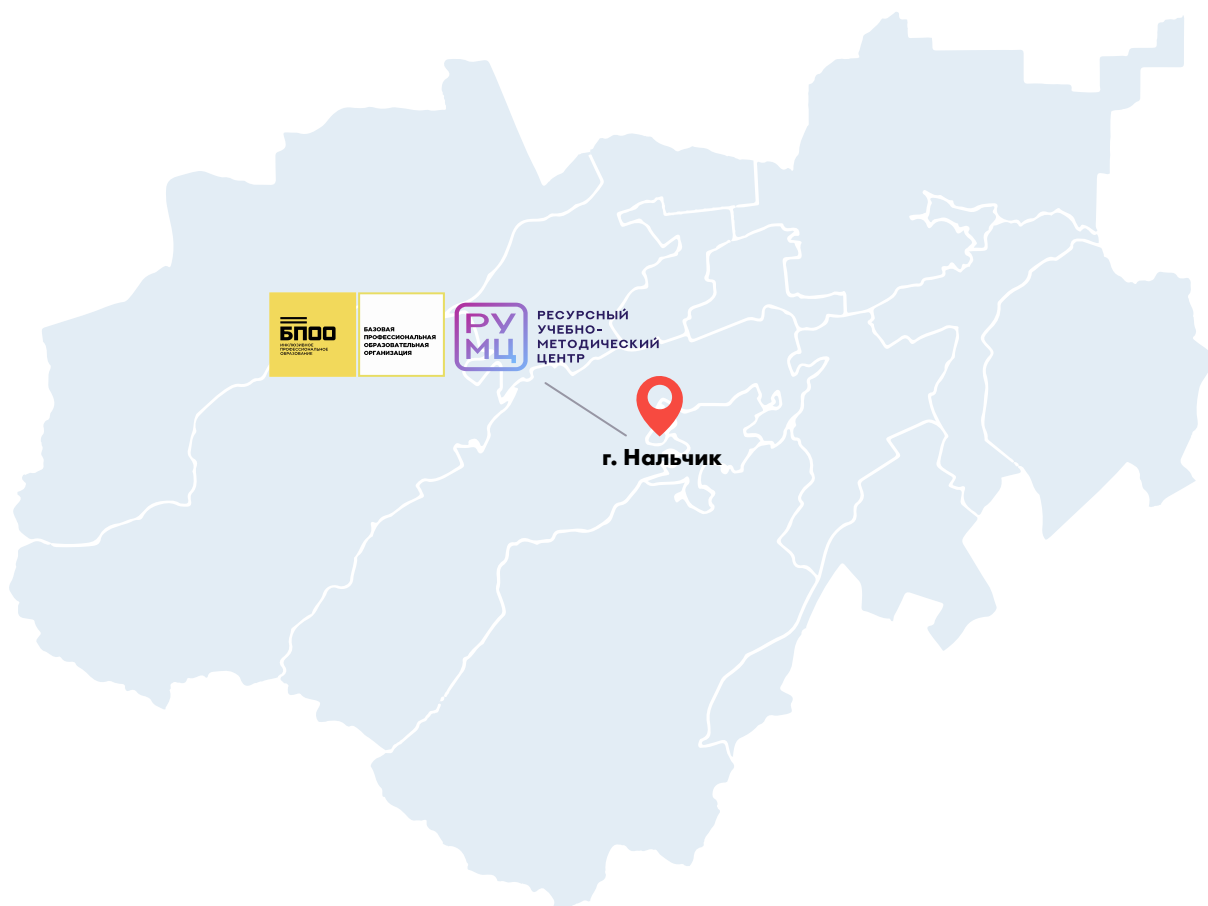 БПОО
ИНКЛЮЗИВНОЕ
ПРОФЕССИОНАЛЬНОЕ
ОБРАЗОВАНИЕ
БАЗОВАЯ
ПРОФЕССИОНАЛЬНАЯ
ОБРАЗОВАТЕЛЬНАЯ
ОРГАНИЗАЦИЯ
РУ
МЦ
РЕСУРСНЫЙ
УЧЕБНО-
МЕТОДИЧЕСКИЙ
ЦЕНТР
г. Нальчик